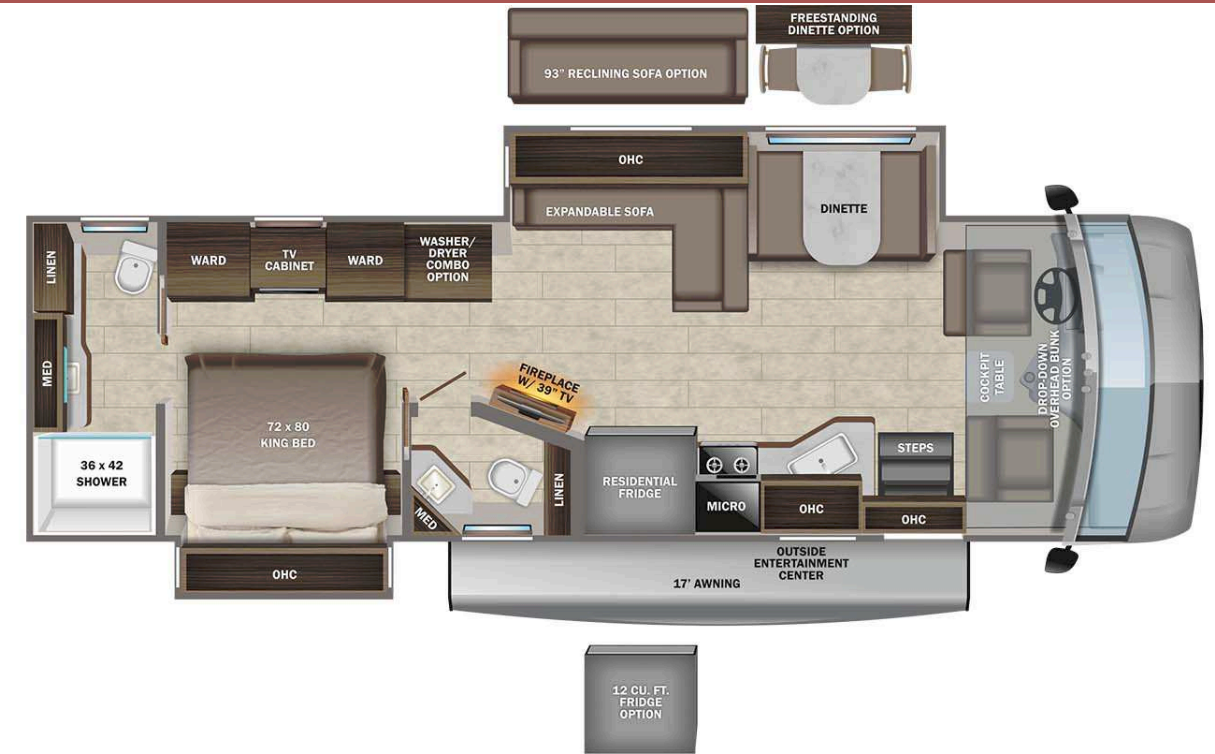 FREESTANDING
DINETTE OPTION
93" RECLINING SOFA OPTION
OHC
EXPANDABLE SOFA
DINETTE
LINEN
WARD
TV
CABINET
WARD
WASHER/
DRYER
COMBO
OPTION
MED
FIREPLACE
W/ 39" TV
COCKPIT
TABLE
DROP-DOWN
OVERHEAD BUNK
OPTION
72 x 80
KING BED
36 x 42
SHOWER
MED
LINEN
RESIDENTIAL
FRIDGE
MICRO
OHC
STEPS
OHC
OHC
OUTSIDE
ENTERTAINMENT
CENTER
17' AWNING
12 CU. FT.
FRIDGE
OPTION